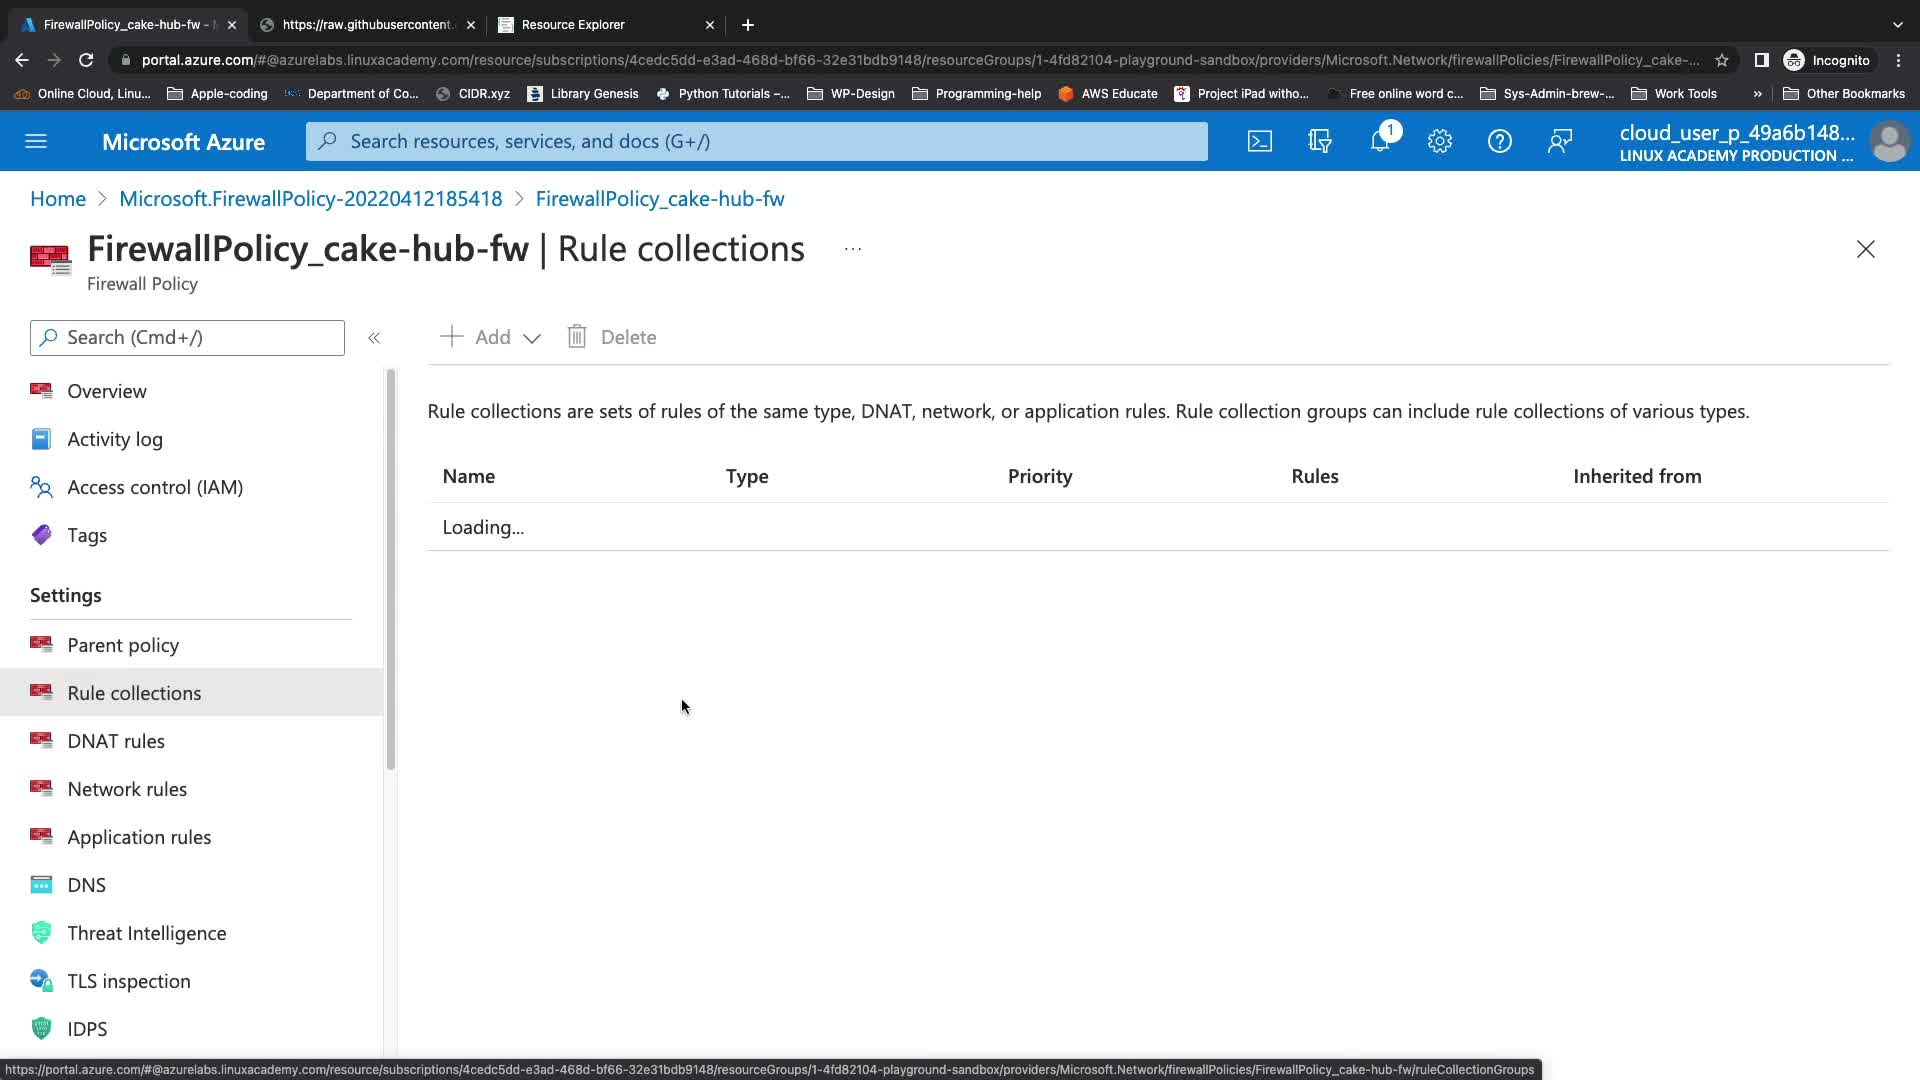 FirewallPolicy_cake-hub-fw -
https://raw.githubusercontent.
Resource Explorer
portal.azure.com/#@azurelabs.linuxacademy.com/resource/subscriptions/4cedc5dd-e3ad-468d-bf66-32e31bdb9148/resourceGroups/1-4fd82104-playground-sandbox/providers/Microsoft.Network/firewallPolicies/FirewallPolicy_cake-...
Incognito
Online Cloud, Linu...
Apple-coding
Department of Co...
CIDR.xyz
Library Genesis
Python Tutorials –...
WP-Design
Programming-help
AWS Educate
Project iPad witho...
Free online word c...
Sys-Admin-brew-...
Work Tools
»
Other Bookmarks
Microsoft Azure
Search resources, services, and docs (G+/)
1
cloud_user_p_49a6b148...
LINUX ACADEMY PRODUCTION ...
Home > Microsoft.FirewallPolicy-20220412185418 > FirewallPolicy_cake-hub-fw
FirewallPolicy_cake-hub-fw | Rule collections ...
Firewall Policy
Search (Cmd+/)
«
Add
Delete
Overview
Activity log
Access control (IAM)
Tags
Settings
Parent policy
Rule collections
DNAT rules
Network rules
Application rules
DNS
Threat Intelligence
TLS inspection
IDPS
Rule collections are sets of rules of the same type, DNAT, network, or application rules. Rule collection groups can include rule collections of various types.
Name Type Priority Rules Inherited from
Loading...
https://portal.azure.com/#@azurelabs.linuxacademy.com/resource/subscriptions/4cedc5dd-e3ad-468d-bf66-32e31bdb9148/resourceGroups/1-4fd82104-playground-sandbox/providers/Microsoft.Network/firewallPolicies/FirewallPolicy_cake-hub-fw/ruleCollectionGroups